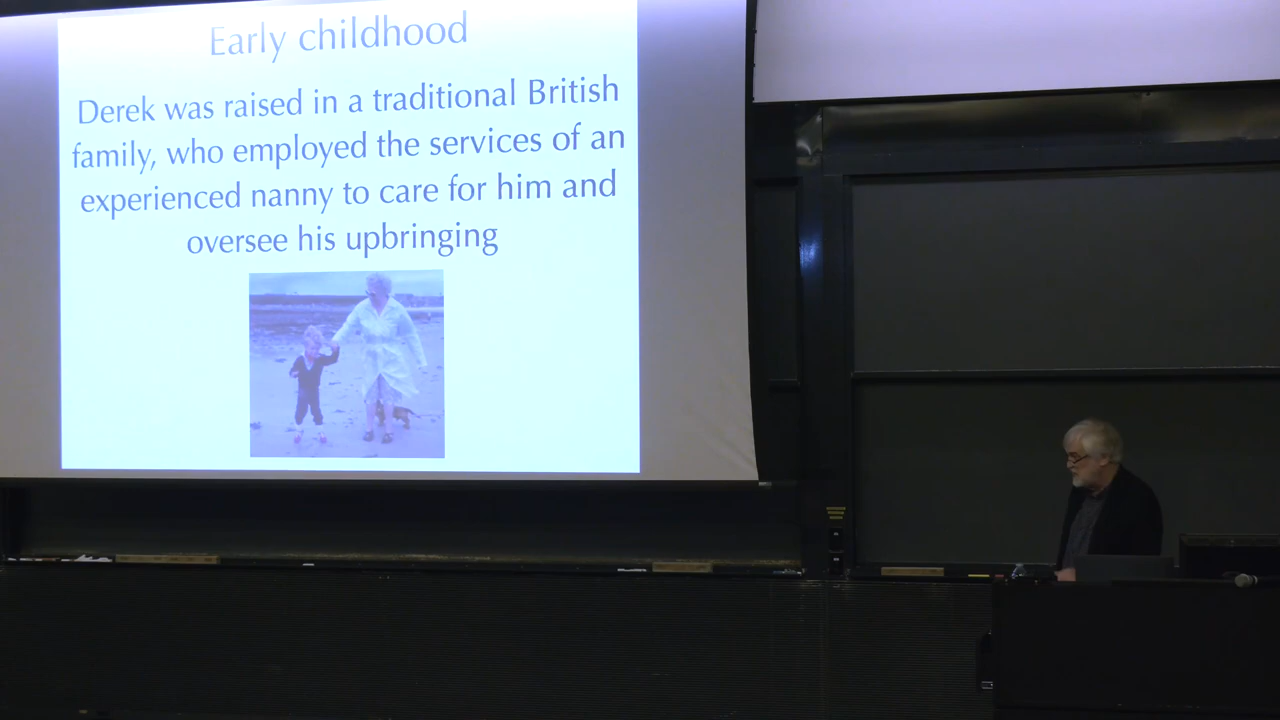 Early childhood
Derek was raised in a traditional British
family, who employed the services of an
experienced nanny to care for him and
oversee his upbringing